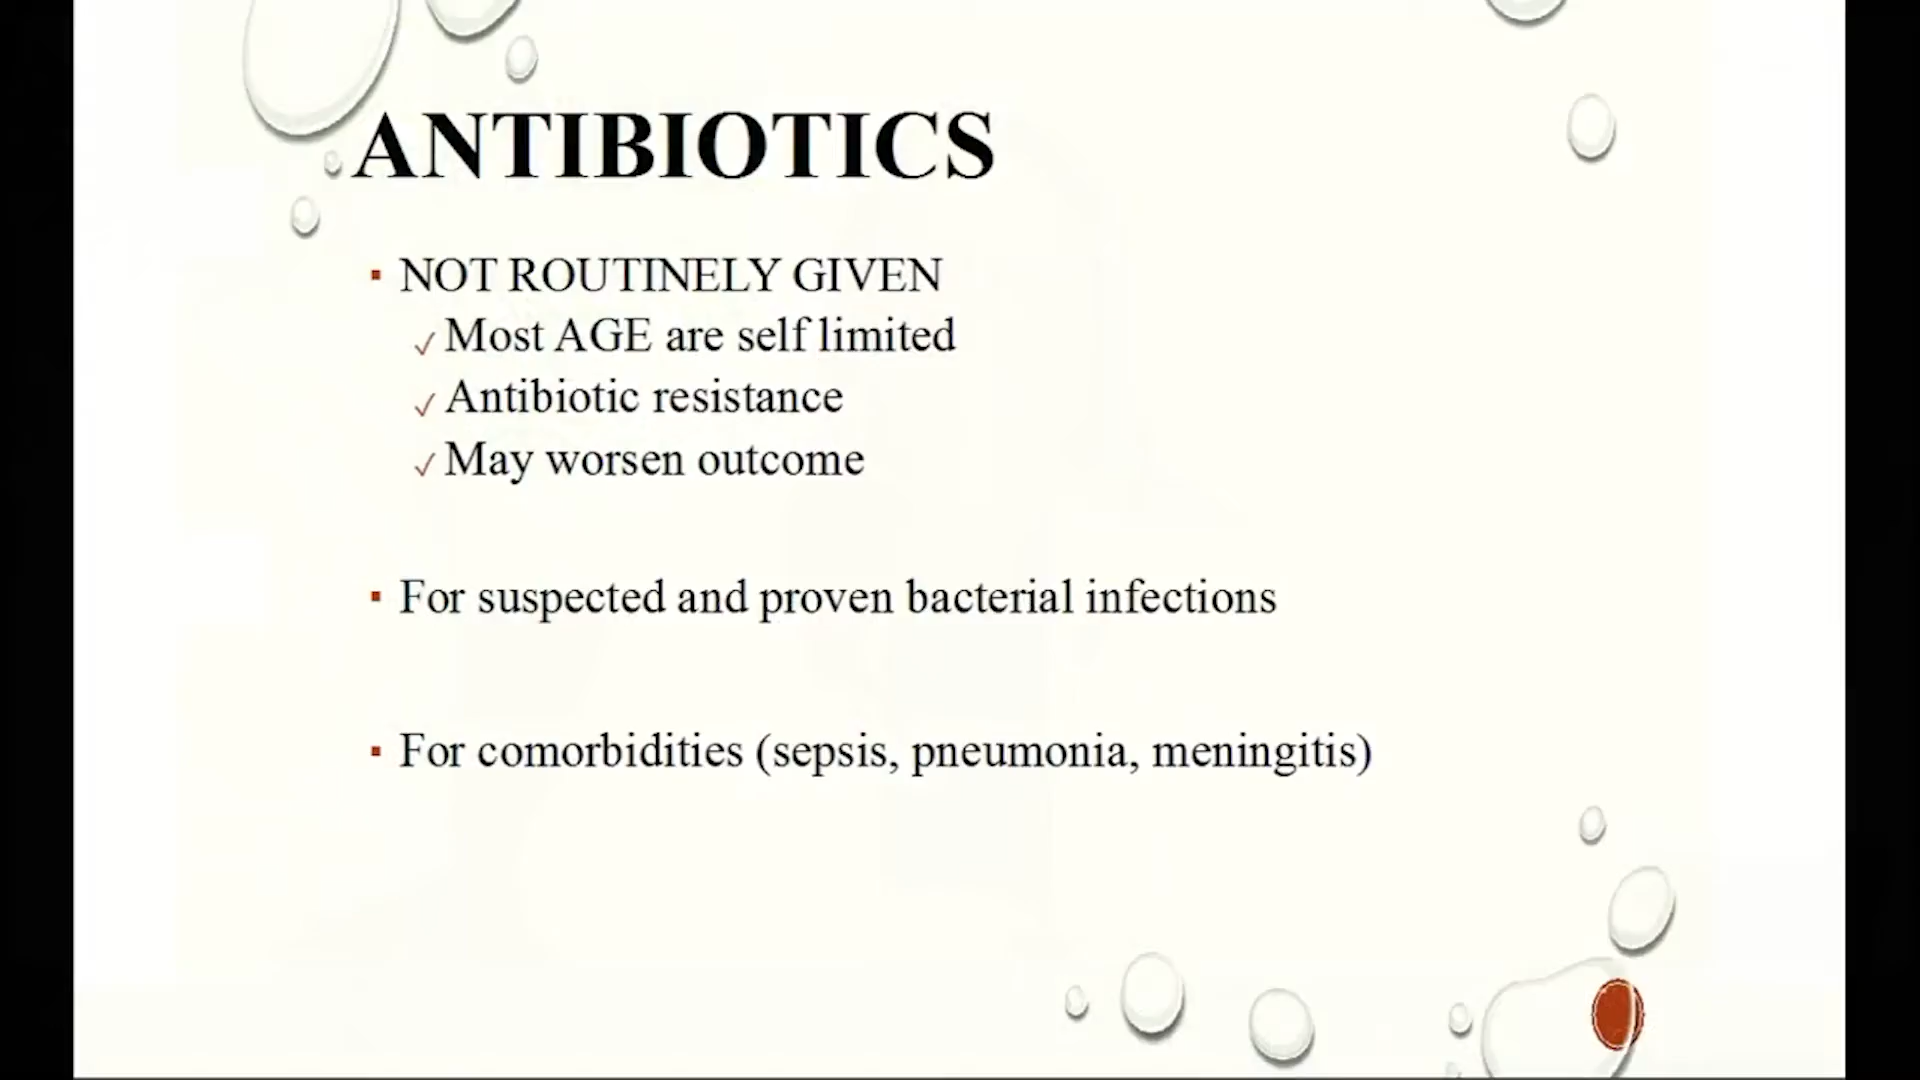 ANTIBIOTICS
NOT ROUTINELY GIVEN
Most AGE are self limited
Antibiotic resistance
May worsen outcome
For suspected and proven bacterial infections
For comorbidities (sepsis, pneumonia, meningitis)